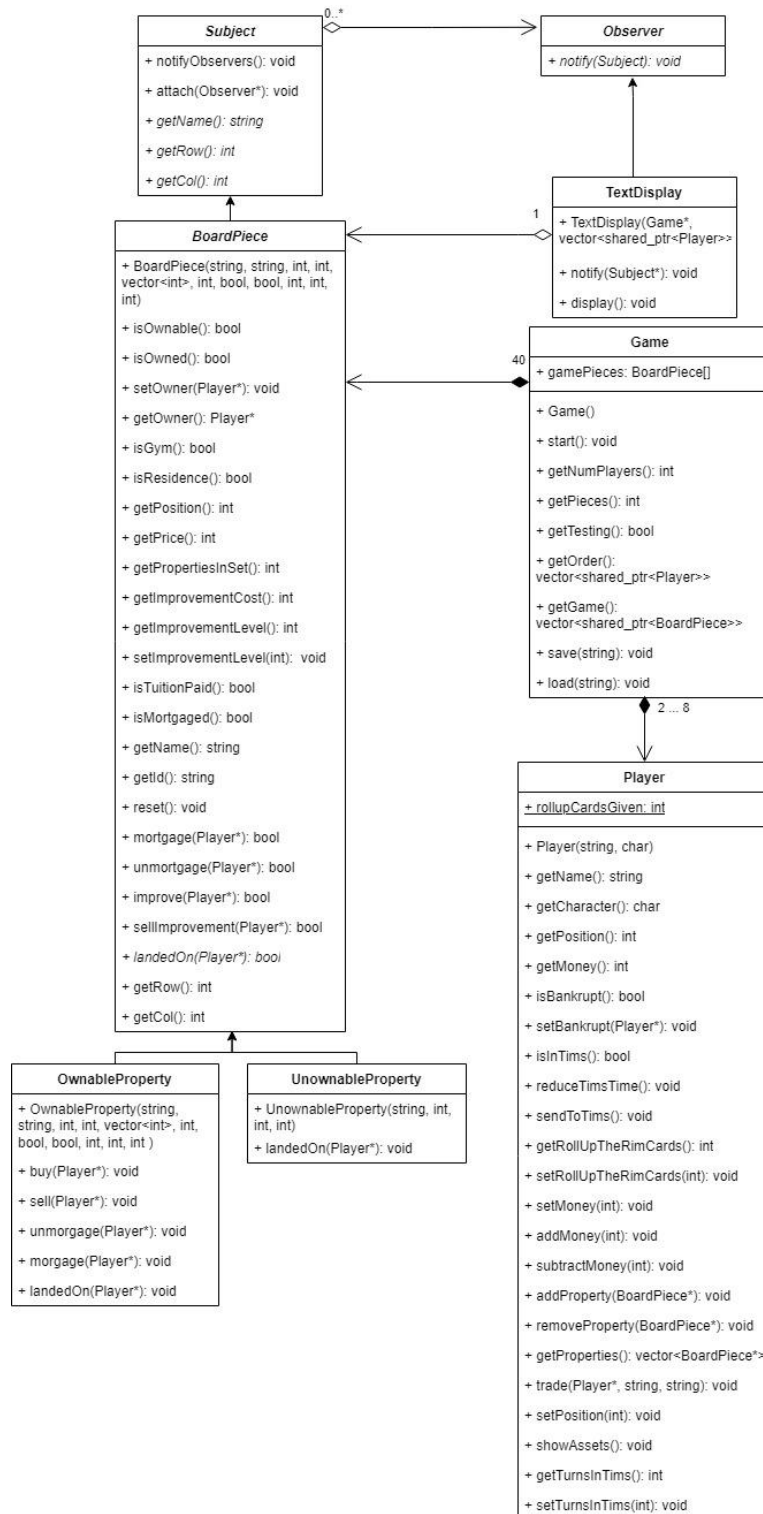 Subject
+ notifyObservers(): void
+ attach(Observer*): void
+ getName(): string
+ getRow(): int
+ getCol(): int
0..*
Observer
+ notify(Subject): void
TextDisplay
+ TextDisplay(Game*,
vector<shared_ptr<Player>>
+ notify(Subject*): void
+ display(): void
1
BoardPiece
+ BoardPiece(string, string, int, int,
vector<int>, int, bool, bool, int, int,
int)
+ isOwnable(): bool
+ isOwned(): bool
+ setOwner(Player*): void
+ getOwner(): Player*
+ isGym(): bool
+ isResidence(): bool
+ getPosition(): int
+ getPrice(): int
+ getPropertiesInSet(): int
+ getImprovementCost(): int
+ getImprovementLevel(): int
+ setImprovementLevel(int): void
+ isTuitionPaid(): bool
+ isMortgaged(): bool
+ getName(): string
+ getId(): string
+ reset(): void
+ mortgage(Player*): bool
+ unmortgage(Player*): bool
+ improve(Player*): bool
+ sellImprovement(Player*): bool
+ landedOn(Player*): bool
+ getRow(): int
+ getCol(): int
40
Game
+ gamePieces: BoardPiece[]
+ Game()
+ start(): void
+ getNumPlayers(): int
+ getPieces(): int
+ getTesting(): bool
+ getOrder():
vector<shared_ptr<Player>>
+ getGame():
vector<shared_ptr<BoardPiece>>
+ save(string): void
+ load(string): void
2 ... 8
Player
+ rollupCardsGiven: int
+ Player(string, char)
+ getName(): string
+ getCharacter(): char
+ getPosition(): int
+ getMoney(): int
+ isBankrupt(): bool
+ setBankrupt(Player*): void
+ isInTims(): bool
+ reduceTimsTime(): void
+ sendToTims(): void
+ getRollUpTheRimCards(): int
+ setRollUpTheRimCards(int): void
+ setMoney(int): void
+ addMoney(int): void
+ subtractMoney(int): void
+ addProperty(BoardPiece*): void
+ removeProperty(BoardPiece*): void
+ getProperties(): vector<BoardPiece*>
+ trade(Player*, string, string): void
+ setPosition(int): void
+ showAssets(): void
+ getTurnsInTims(): int
+ setTurnsInTims(int): void
OwnableProperty
+ OwnableProperty(string,
string, int, int, vector<int>, int,
bool, bool, int, int, int )
+ buy(Player*): void
+ sell(Player*): void
+ unmorgage(Player*): void
+ morgage(Player*): void
+ landedOn(Player*): void
UnownableProperty
+ UnownableProperty(string, int,
int, int)
+ landedOn(Player*): void